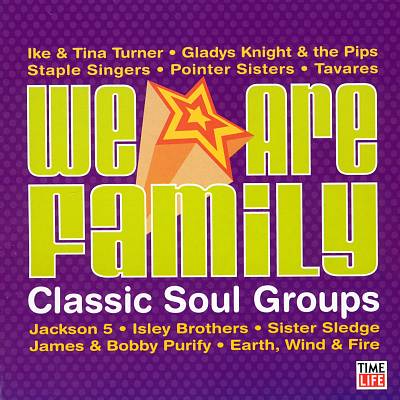 Ike & Tina Turner • Gladys Knight & the Pips
Staple Singers • Pointer Sisters • Tavares
We Are
Family
Classic Soul Groups
Jackson 5 • Isley Brothers • Sister Sledge
James & Bobby Purify • Earth, Wind & Fire
TIME
LIFE